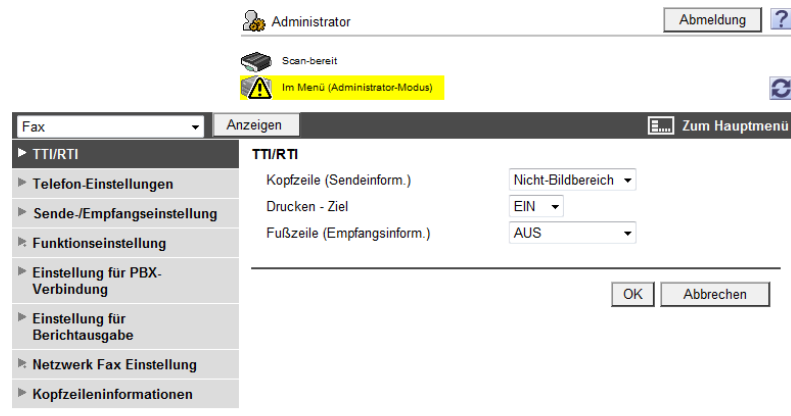 Administrator
Abmeldung
?
Scan-bereit
Im Menü (Administrator-Modus)
Fax
Anzeigen
Zum Hauptmenü
TTI/RTI
Telefon-Einstellungen
Sende-/Empfangseinstellung
Funktionseinstellung
Einstellung für PBX-
Verbindung
Einstellung für
Berichtausgabe
Netzwerk Fax Einstellung
Kopfzeileninformationen
TTI/RTI
Kopfzeile (Sendeinform.) Nicht-Bildbereich
Drucken - Ziel EIN
Fußzeile (Empfangsinform.) AUS
OK Abbrechen